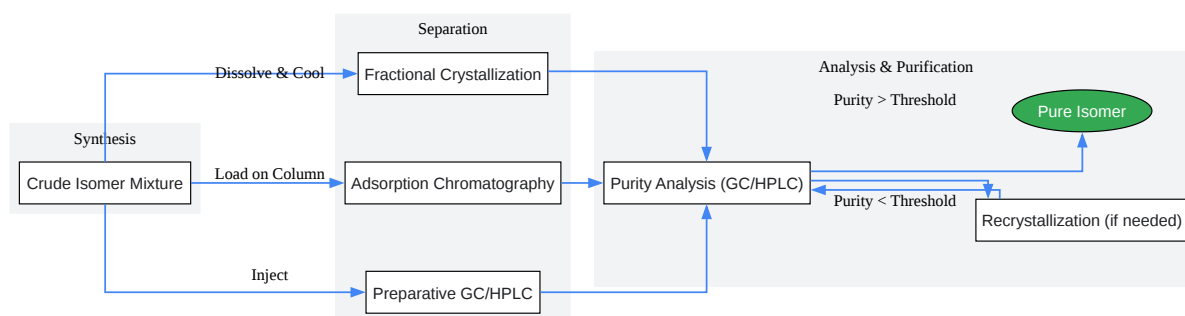 Separation
Dissolve & Cool
Fractional Crystallization
Analysis & Purification
Purity > Threshold
Pure Isomer
Synthesis
Crude Isomer Mixture
Load on Column
Adsorption Chromatography
Purity Analysis (GC/HPLC)
Purity < Threshold
Recrystallization (if needed)
Inject
Preparative GC/HPLC